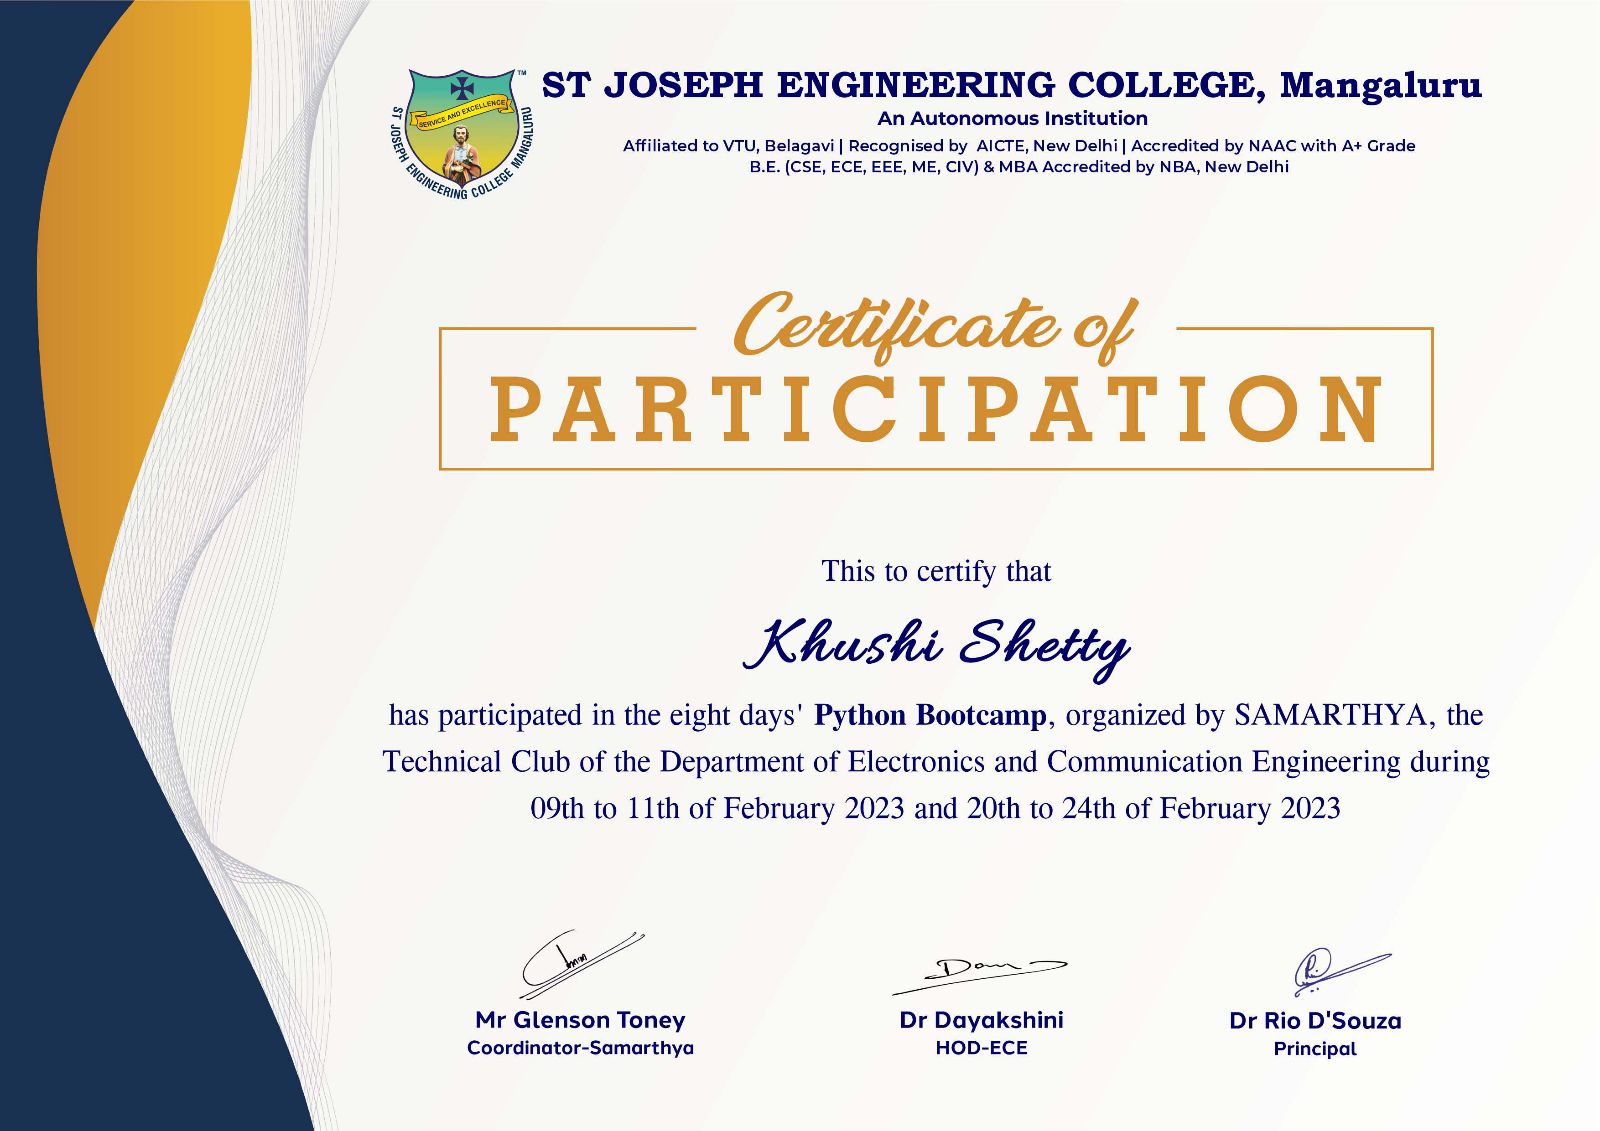 ST JOSEPH ENGINEERING COLLEGE, Mangaluru
An Autonomous Institution
Affiliated to VTU, Belagavi | Recognised by AICTE, New Delhi | Accredited by NAAC with A+ Grade
B.E. (CSE, ECE, EEE, ME, CIV) & MBA Accredited by NBA, New Delhi
TM
SERVICE AND EXCELLENCE
ST JOSEPH ENGINEERING COLLEGE MANGALURU
Certificate of
PARTICIPATION
This to certify that
Khushi Shetty
has participated in the eight days' Python Bootcamp, organized by SAMARTHYA, the
Technical Club of the Department of Electronics and Communication Engineering during
09th to 11th of February 2023 and 20th to 24th of February 2023
Mr Glenson Toney
Coordinator-Samarthya
Dr Dayakshini
HOD-ECE
Dr Rio D'Souza
Principal